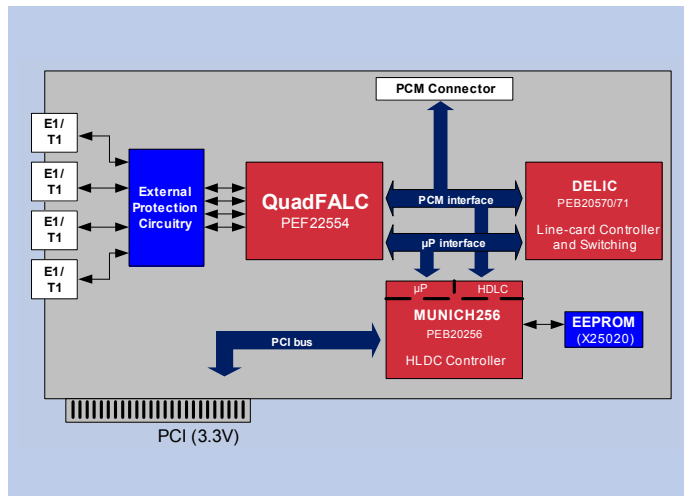 PCM Connector
E1/
T1
E1/
T1
E1/
T1
E1/
T1
External
Protection
Circuitry
QuadFALC
PEF22554
PCM interface
µP interface
DELIC
PEB20570/71
Line-card Controller
and Switching
µP
HDLC
MUNICH256
PEB20256
HLDC Controller
EEPROM
(X25020)
PCI bus
PCI (3.3V)